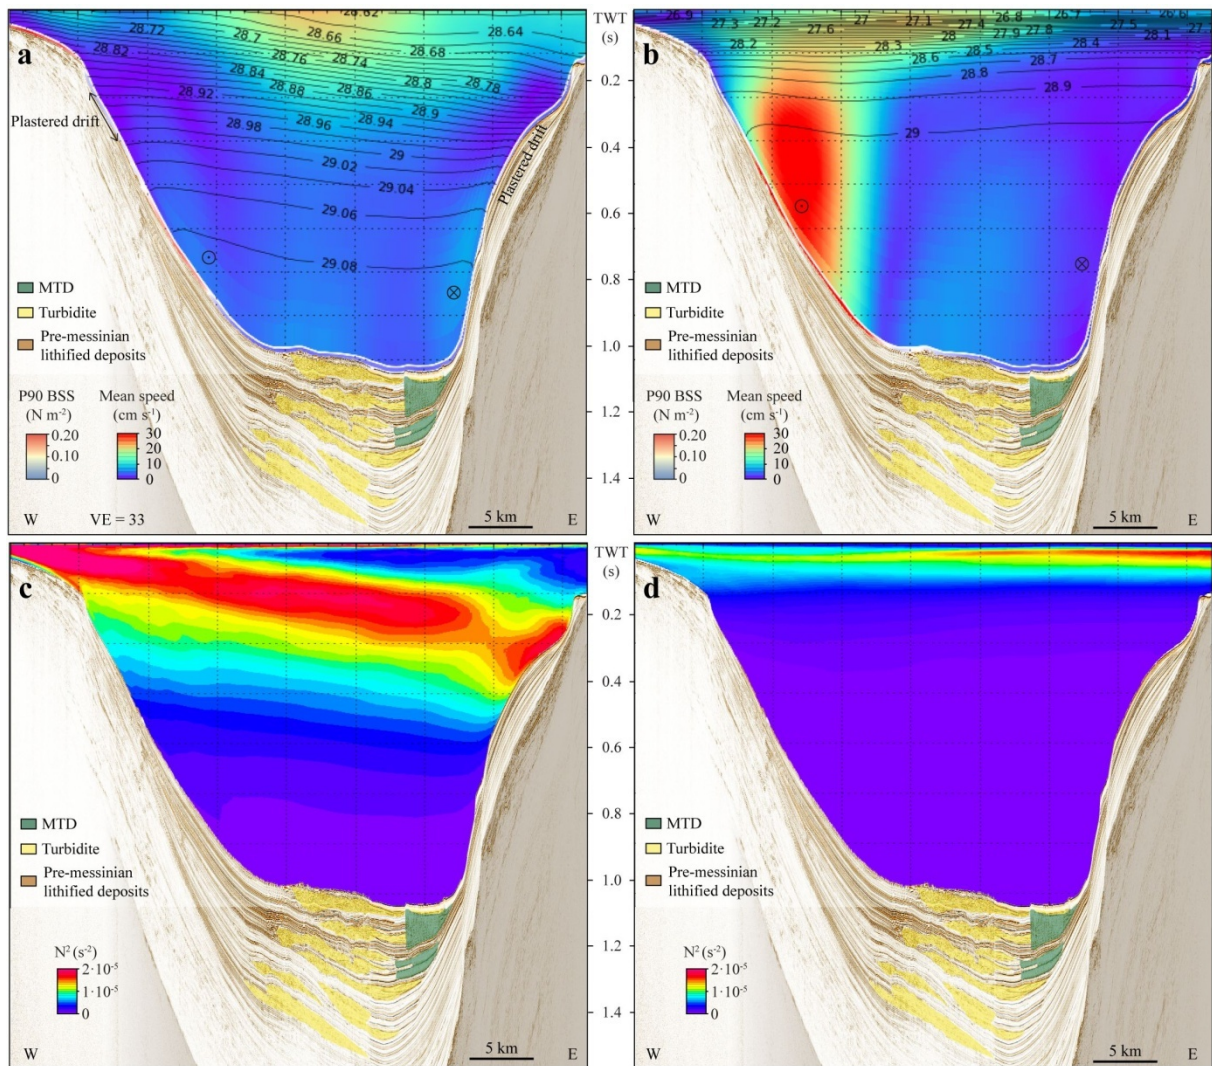 a
28.62
28.72
28.66
28.64
28.7
28.68
28.82
28.76
28.74
28.84
28.8
28.78
28.92
28.88
28.86
28.9
28.98
28.96
28.94
29
29.02
29.04
29.06
29.08
Plastered drift
Plastered drift
MTD
Turbidite
Pre-messinian
lithified deposits
P90 BSS
(N m-2)
0.20
0.10
0
Mean speed
(cm s-1)
30
20
10
0
W
VE = 33
5 km
E
TWT
(s)
0.2
0.4
0.6
0.8
1.0
1.2
1.4
b
26.9
27.3
27.2
27
26.8
26.7
26.6
27.6
27.1
27.4
27.9
27.8
27.5
27.7
28.2
28.3
28.5
28.4
28.1
28.6
28.7
28.8
28.9
29
MTD
Turbidite
Pre-messinian
lithified deposits
P90 BSS
(N m-2)
0.20
0.10
0
Mean speed
(cm s-1)
30
20
10
0
W
5 km
E
c
MTD
Turbidite
Pre-messinian
lithified deposits
N2 (s-2)
2·10-5
1·10-5
0
W
5 km
E
TWT
(s)
0.2
0.4
0.6
0.8
1.0
1.2
1.4
d
MTD
Turbidite
Pre-messinian
lithified deposits
N2 (s-2)
2·10-5
1·10-5
0
W
5 km
E